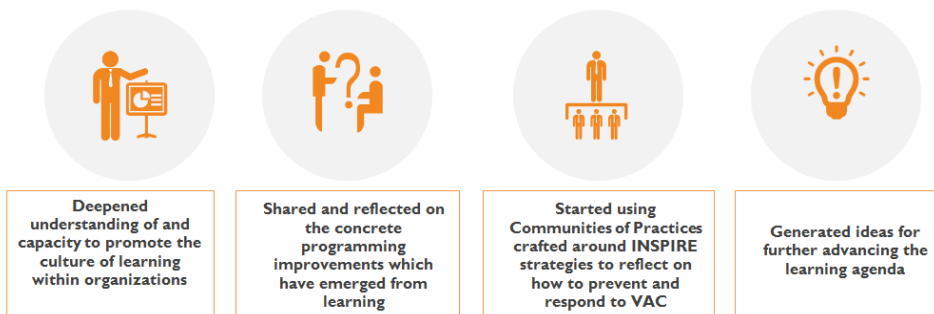 Deepened
understanding of and
capacity to promote the
culture of learning
within organizations
Shared and reflected on
the concrete
programming
improvements which
have emerged from
learning
Started using
Communities of Practices
crafted around INSPIRE
strategies to reflect on
how to prevent and
respond to VAC
Generated ideas for
further advancing the
learning agenda